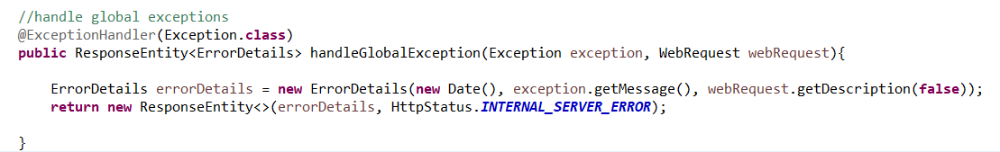 //handle global exceptions
@ExceptionHandler(Exception.class)
public ResponseEntity<ErrorDetails> handleGlobalException(Exception exception, WebRequest webRequest){
ErrorDetails errorDetails = new ErrorDetails(new Date(), exception.getMessage(), webRequest.getDescription(false));
return new ResponseEntity<>(errorDetails, HttpStatus.INTERNAL_SERVER_ERROR);
}